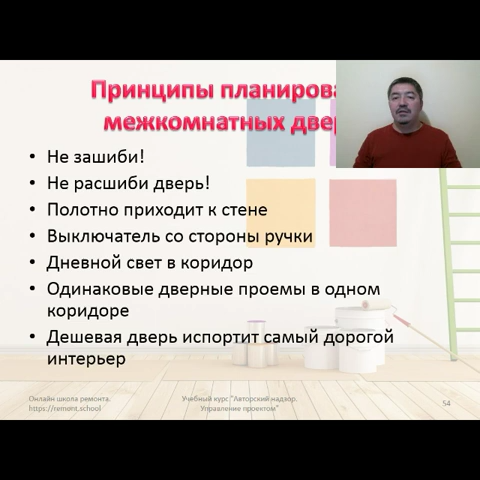 Принципы планирова
межкомнатных двер
• Не зашиби!
• Не расшиби дверь!
• Полотно приходит к стене
• Выключатель со стороны ручки
• Дневной свет в коридор
• Одинаковые дверные проемы в одном
коридоре
• Дешевая дверь испортит самый дорогой
интерьер
Онлайн школа ремонта.
https://remont.school
Учебный курс "Авторский надзор.
Управление проектом"
54